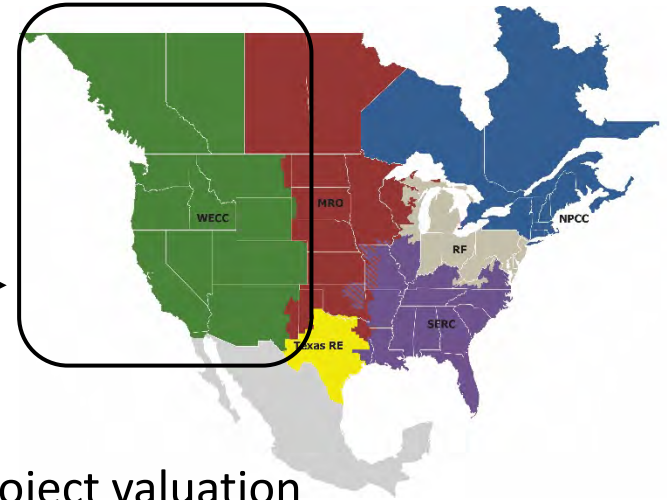 WECC
MRO
NPCC
RF
SERC
Texas RE
oject valuation